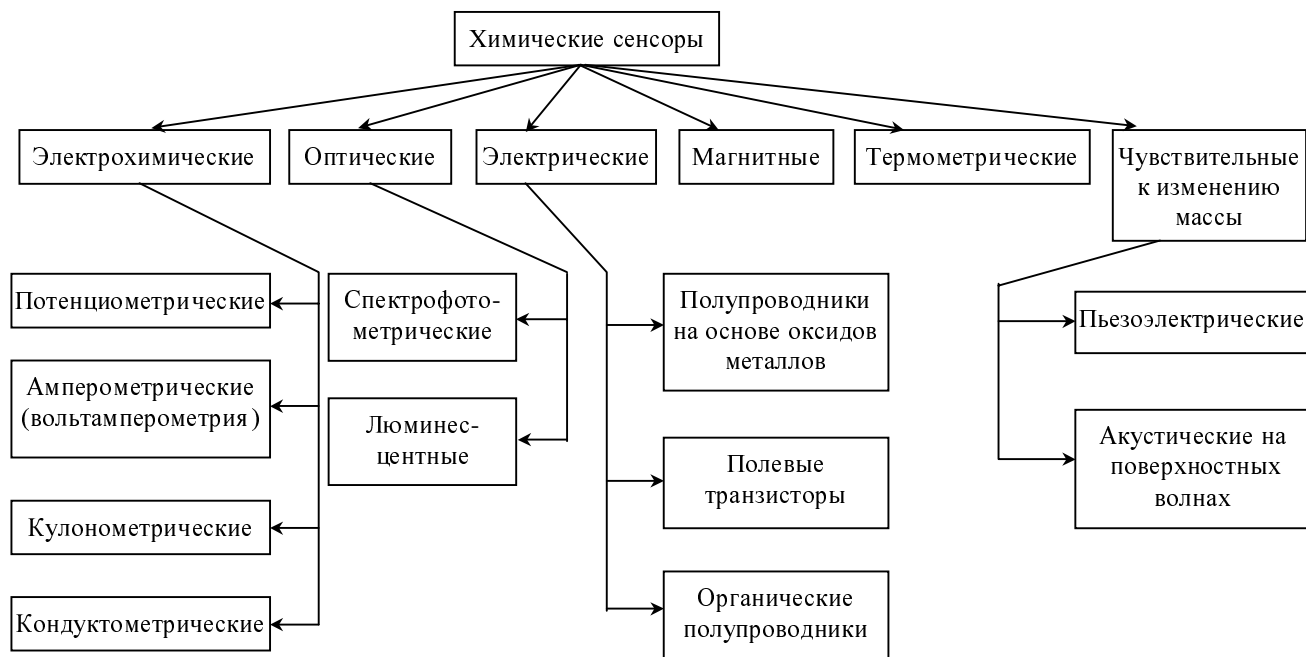 Химические сенсоры
Электрохимические
Оптические
Электрические
Магнитные
Термометрические
Чувствительные
к изменению
массы
Потенциометрические
Амперометрические
(вольтамперометрия)
Кулонометрические
Кондуктометрические
Спектрофото-
метрические
Люминес-
центные
Полупроводники
на основе оксидов
металлов
Полевые
транзисторы
Органические
полупроводники
Пьезоэлектрические
Акустические на
поверхностных
волнах